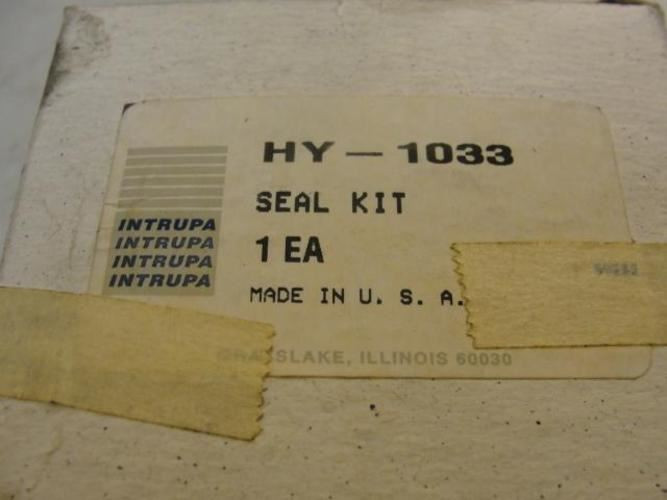 HY — 1033
SEAL KIT
1 EA
MADE IN U. S. A.
INTRUPA
INTRUPA
INTRUPA
INTRUPA
GRAYSLAKE, ILLINOIS 60030